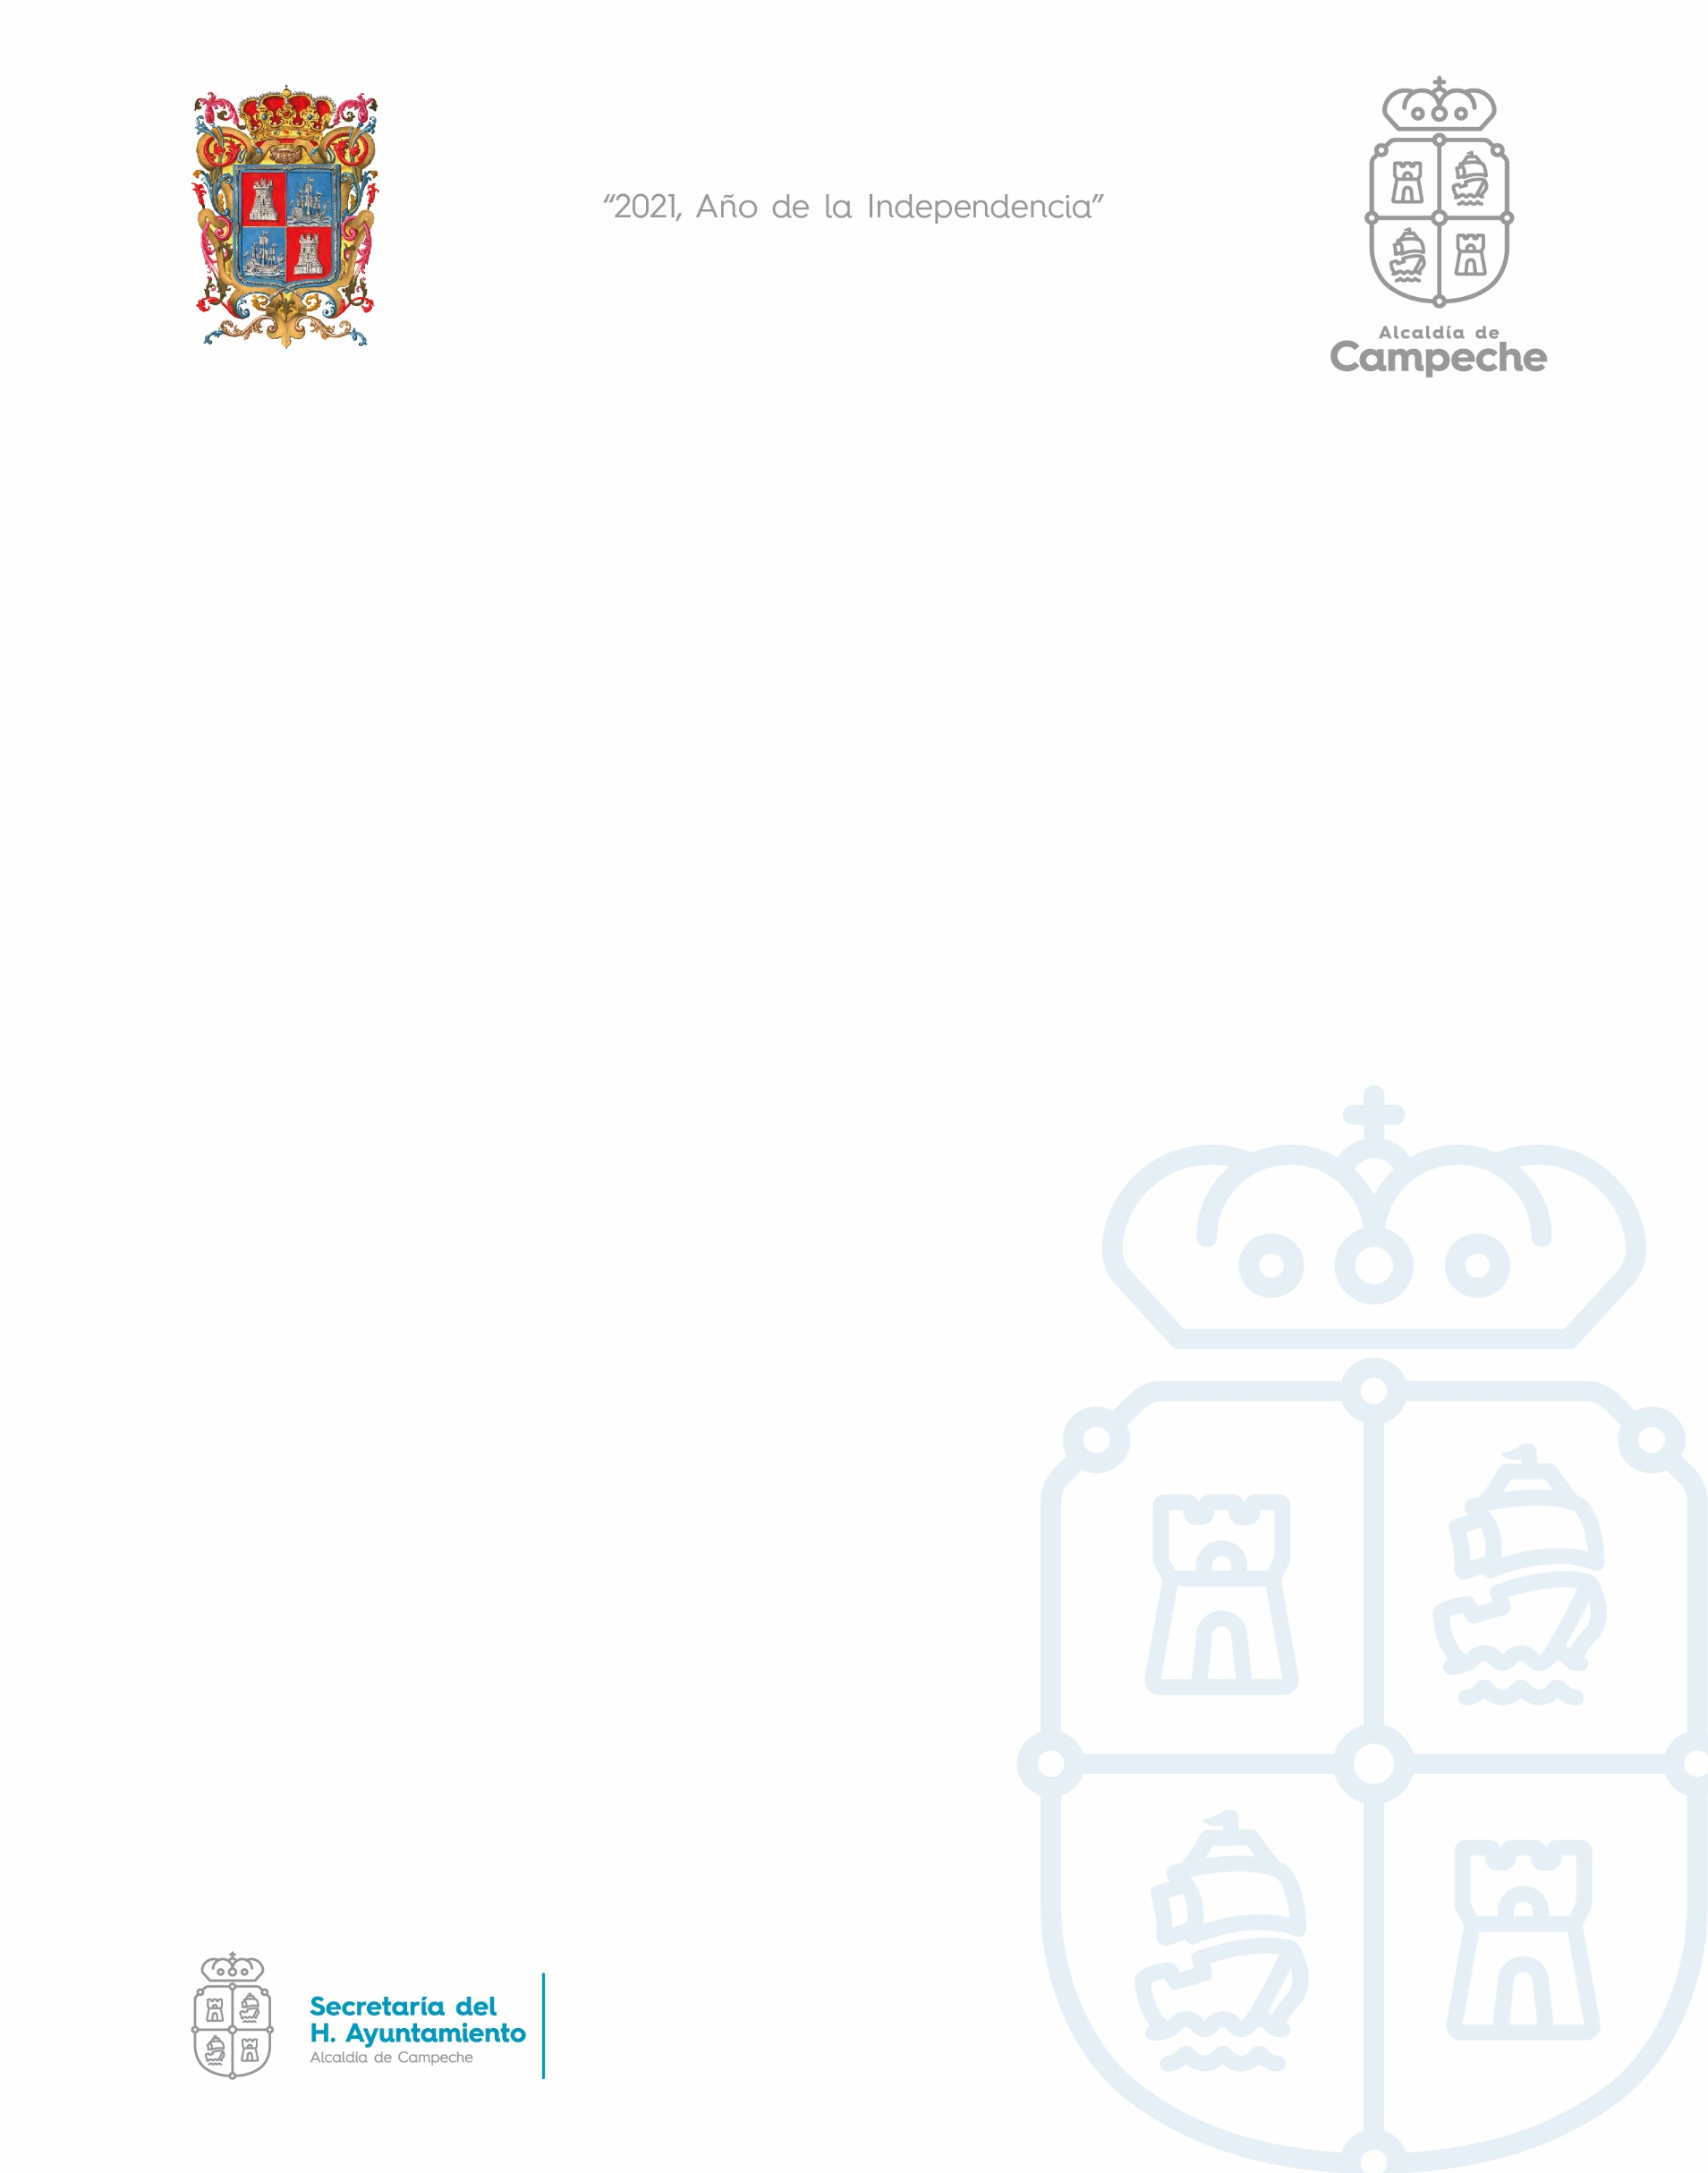 “2021, Año de la Independencia”
Alcaldía de
Campeche
Secretaría del
H. Ayuntamiento
Alcaldía de Campeche